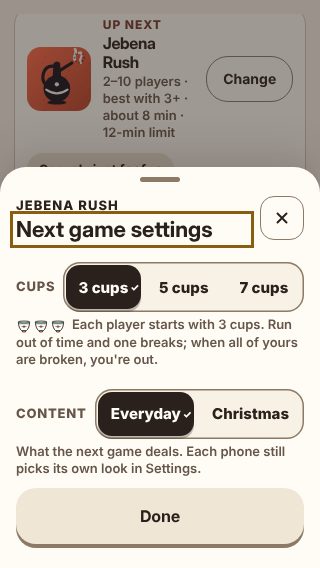 UP NEXT
Jebena
Rush
2–10 players ·
best with 3+ ·
about 8 min ·
12-min limit
Change
JEBENA RUSH
Next game settings
CUPS
3 cups
5 cups
7 cups
Each player starts with 3 cups. Run
out of time and one breaks; when all of yours
are broken, you're out.
CONTENT
Everyday
Christmas
What the next game deals. Each phone still
picks its own look in Settings.
Done